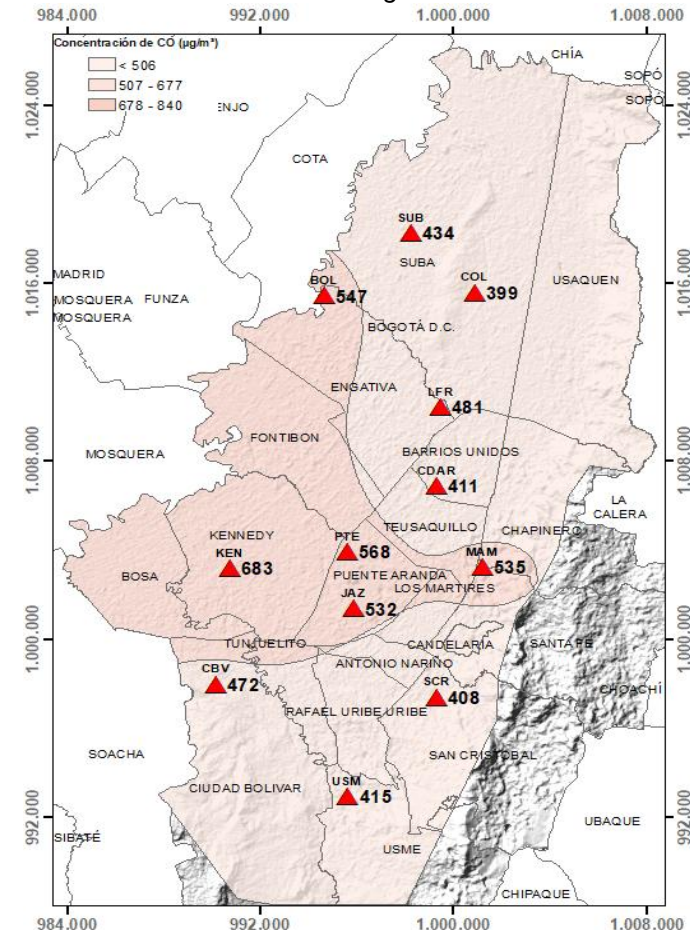 984.000 992.000 1.000.000 1.008.000
Concentración de CO (µg/m³)
< 506
507 - 677
678 - 840
CHÍA
SOPÓ
SOPÓ
1.024.000 1.024.000
ENJO
COTA
SUB
434
SUBA
COL
399
USAQUEN
1.016.000 1.016.000
MADRID
BOL
547
MOSQUERA FUNZA
MOSQUERA
BOGOTÁ D.C.
ENGATIVA
LFR
481
FONTIBON
BARRIOS UNIDOS
MOSQUERA
1.008.000 1.008.000
CDAR
411
LA
CALERA
TEUSAQUILLO
CHAPINERO
KENNEDY
KEN
683
PTE
568
MAM
535
BOSA
PUENTE ARANDA
LOS MARTIRES
JAZ
532
1.000.000 1.000.000
TUNJUELITO
CANDELARIA
SANTA FE
ANTONIO NARIÑO
CBV
472
SCR
408
CHOACHÍ
RAFAEL URIBE URIBE
SOACHA
SAN CRISTOBAL
CIUDAD BOLIVAR
USM
415
992.000 992.000
UBAQUE
SIBATÉ
USME
CHIPAQUE
984.000 992.000 1.000.000 1.008.000